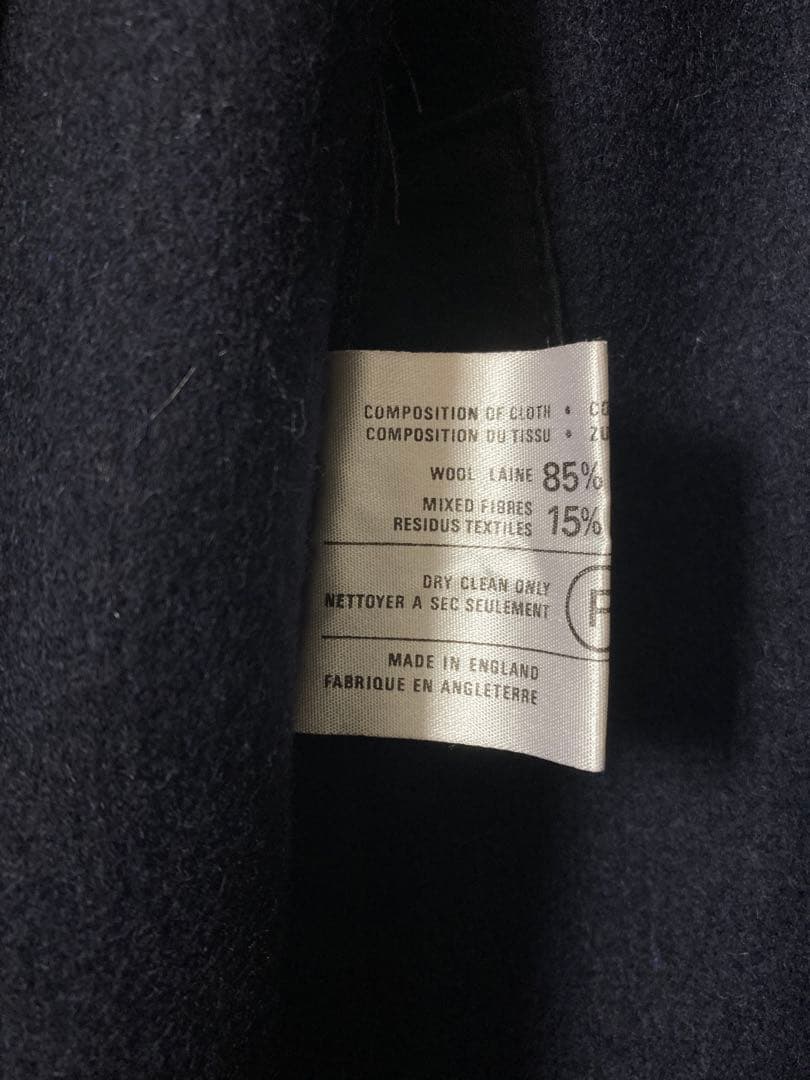 COMPOSITION OF CLOTH •
COMPOSITION DU TISSU •
WOOL LAINE 85%
MIXED FIBRES
RESIDUS TEXTILES 15%
DRY CLEAN ONLY
NETTOYER A SEC SEULEMENT
MADE IN ENGLAND
FABRIQUE EN ANGLETERRE